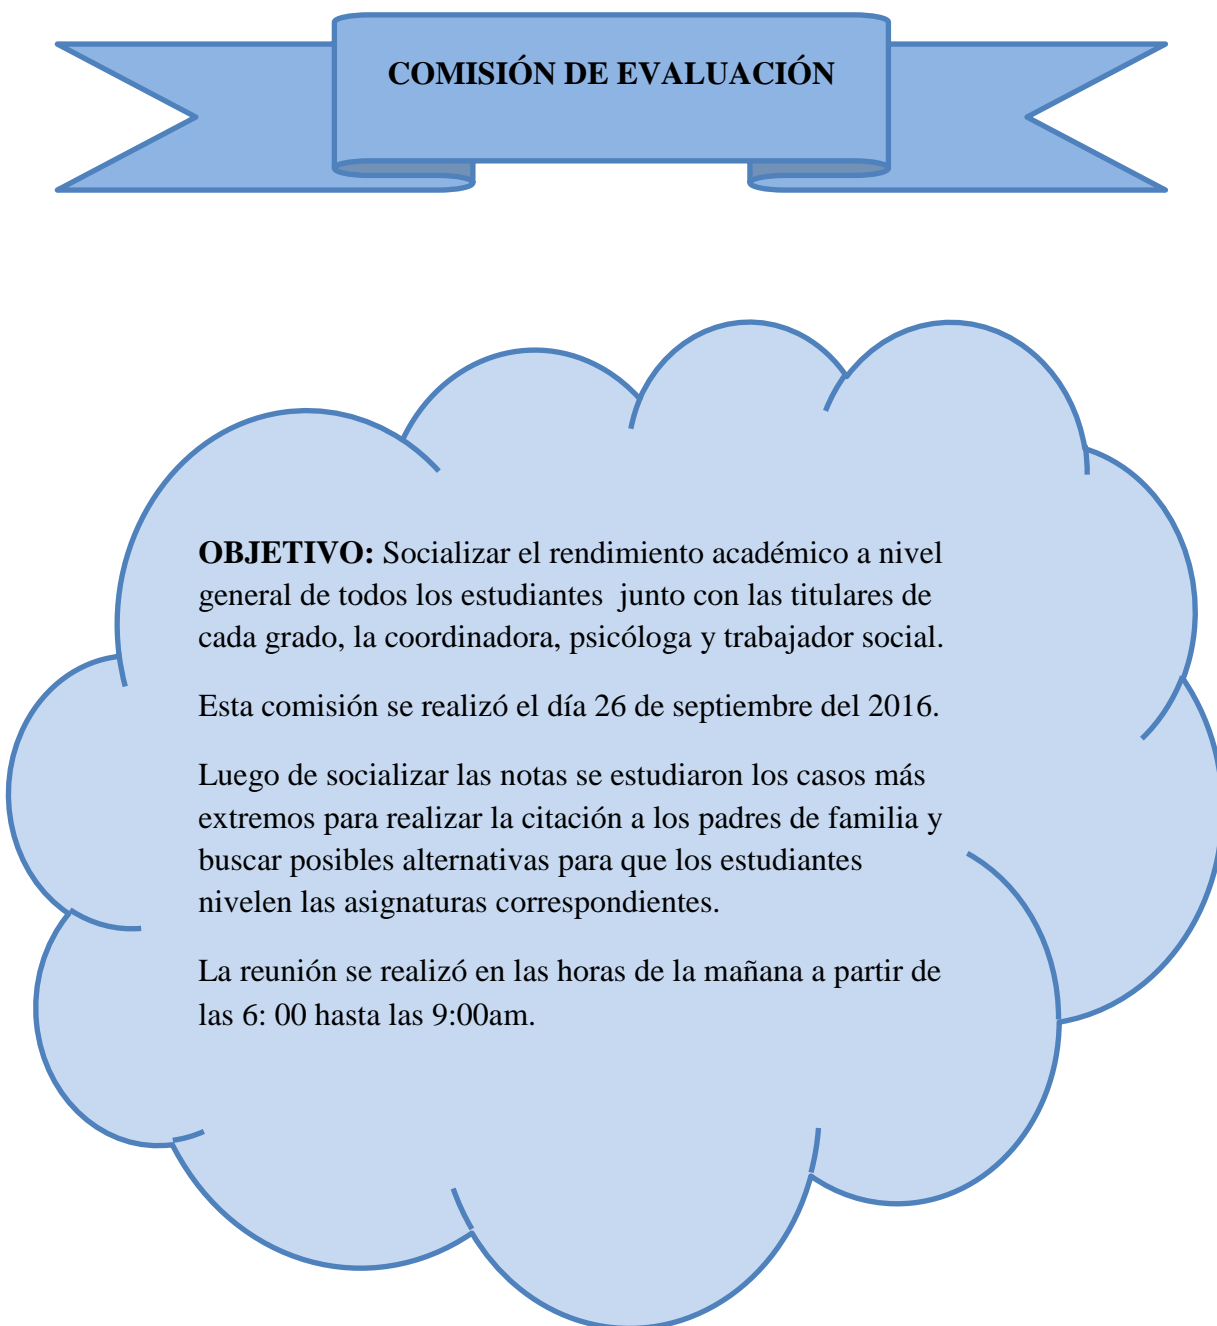 COMISIÓN DE EVALUACIÓN
OBJETIVO: Socializar el rendimiento académico a nivel
general de todos los estudiantes  junto con las titulares de
cada grado, la coordinadora, psicóloga y trabajador social.
Esta comisión se realizó el día 26 de septiembre del 2016.
Luego de socializar las notas se estudiaron los casos más
extremos para realizar la citación a los padres de familia y
buscar posibles alternativas para que los estudiantes
nivelen las asignaturas correspondientes.
La reunión se realizó en las horas de la mañana a partir de
las 6: 00 hasta las 9:00am.